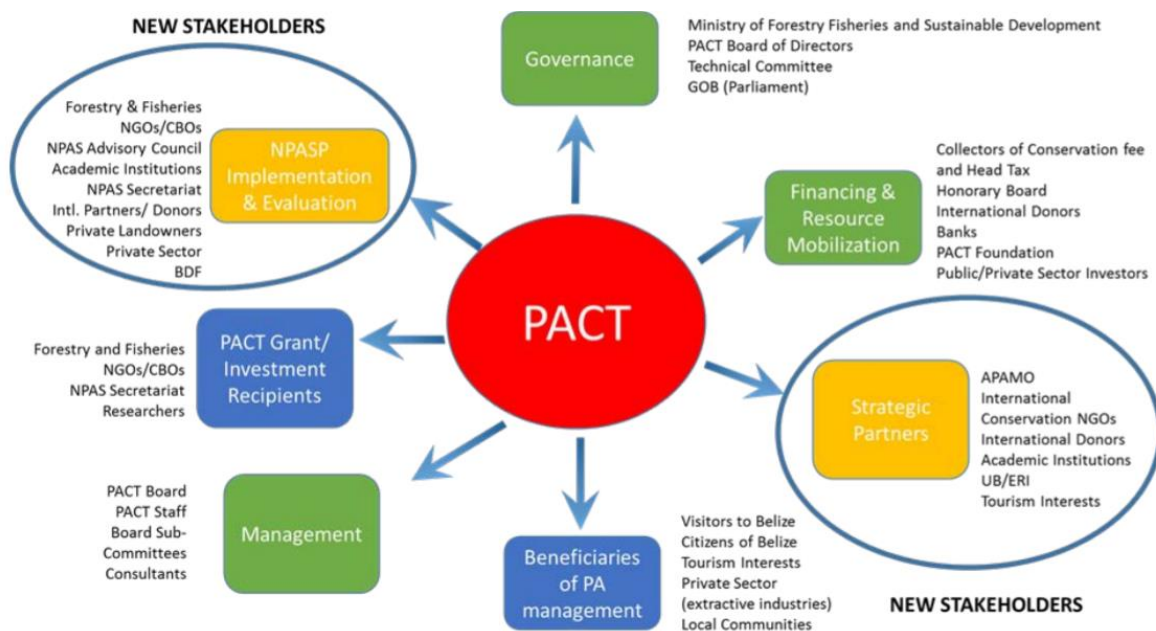 NEW STAKEHOLDERS
Forestry & Fisheries
NGOs/CBOs
NPAS Advisory Council
Academic Institutions
NPAS Secretariat
Intl. Partners/ Donors
Private Landowners
Private Sector
BDF
NPASP
Implementation
& Evaluation
Governance
Ministry of Forestry Fisheries and Sustainable Development
PACT Board of Directors
Technical Committee
GOB (Parliament)
Financing &
Resource
Mobilization
Collectors of Conservation fee
and Head Tax
Honorary Board
International Donors
Banks
PACT Foundation
Public/Private Sector Investors
PACT
Forestry and Fisheries
NGOs/CBOs
NPAS Secretariat
Researchers
PACT Grant/
Investment
Recipients
Strategic
Partners
APAMO
International
Conservation NGOs
International Donors
Academic Institutions
UB/ERI
Tourism Interests
PACT Board
PACT Staff
Board Sub-
Committees
Consultants
Management
Beneficiaries
of PA
management
Visitors to Belize
Citizens of Belize
Tourism Interests
Private Sector
(extractive industries)
Local Communities
NEW STAKEHOLDERS